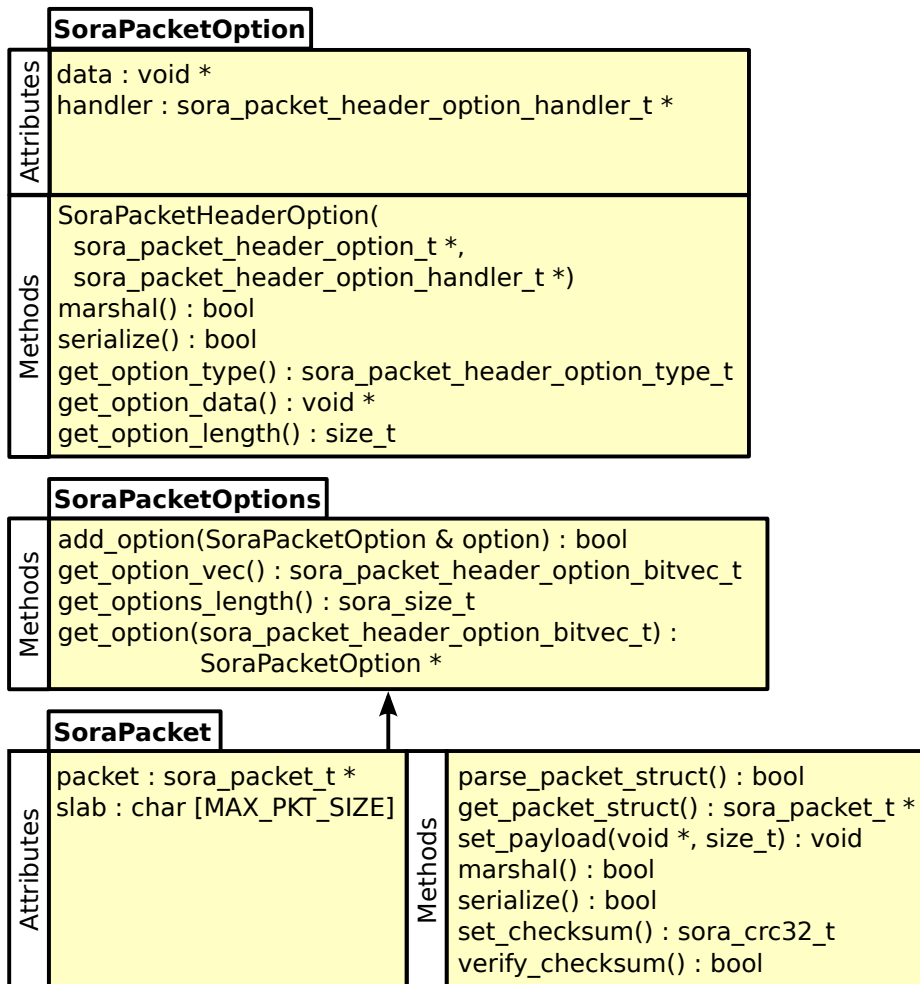 SoraPacketOption
Attributes
data : void *
handler : sora_packet_header_option_handler_t *
Methods
SoraPacketHeaderOption(
sora_packet_header_option_t *,
sora_packet_header_option_handler_t *)
marshal() : bool
serialize() : bool
get_option_type() : sora_packet_header_option_type_t
get_option_data() : void *
get_option_length() : size_t
SoraPacketOptions
Methods
add_option(SoraPacketOption & option) : bool
get_option_vec() : sora_packet_header_option_bitvec_t
get_options_length() : sora_size_t
get_option(sora_packet_header_option_bitvec_t) :
SoraPacketOption *
SoraPacket
Attributes
packet : sora_packet_t *
slab : char [MAX_PKT_SIZE]
Methods
parse_packet_struct() : bool
get_packet_struct() : sora_packet_t *
set_payload(void *, size_t) : void
marshal() : bool
serialize() : bool
set_checksum() : sora_crc32_t
verify_checksum() : bool